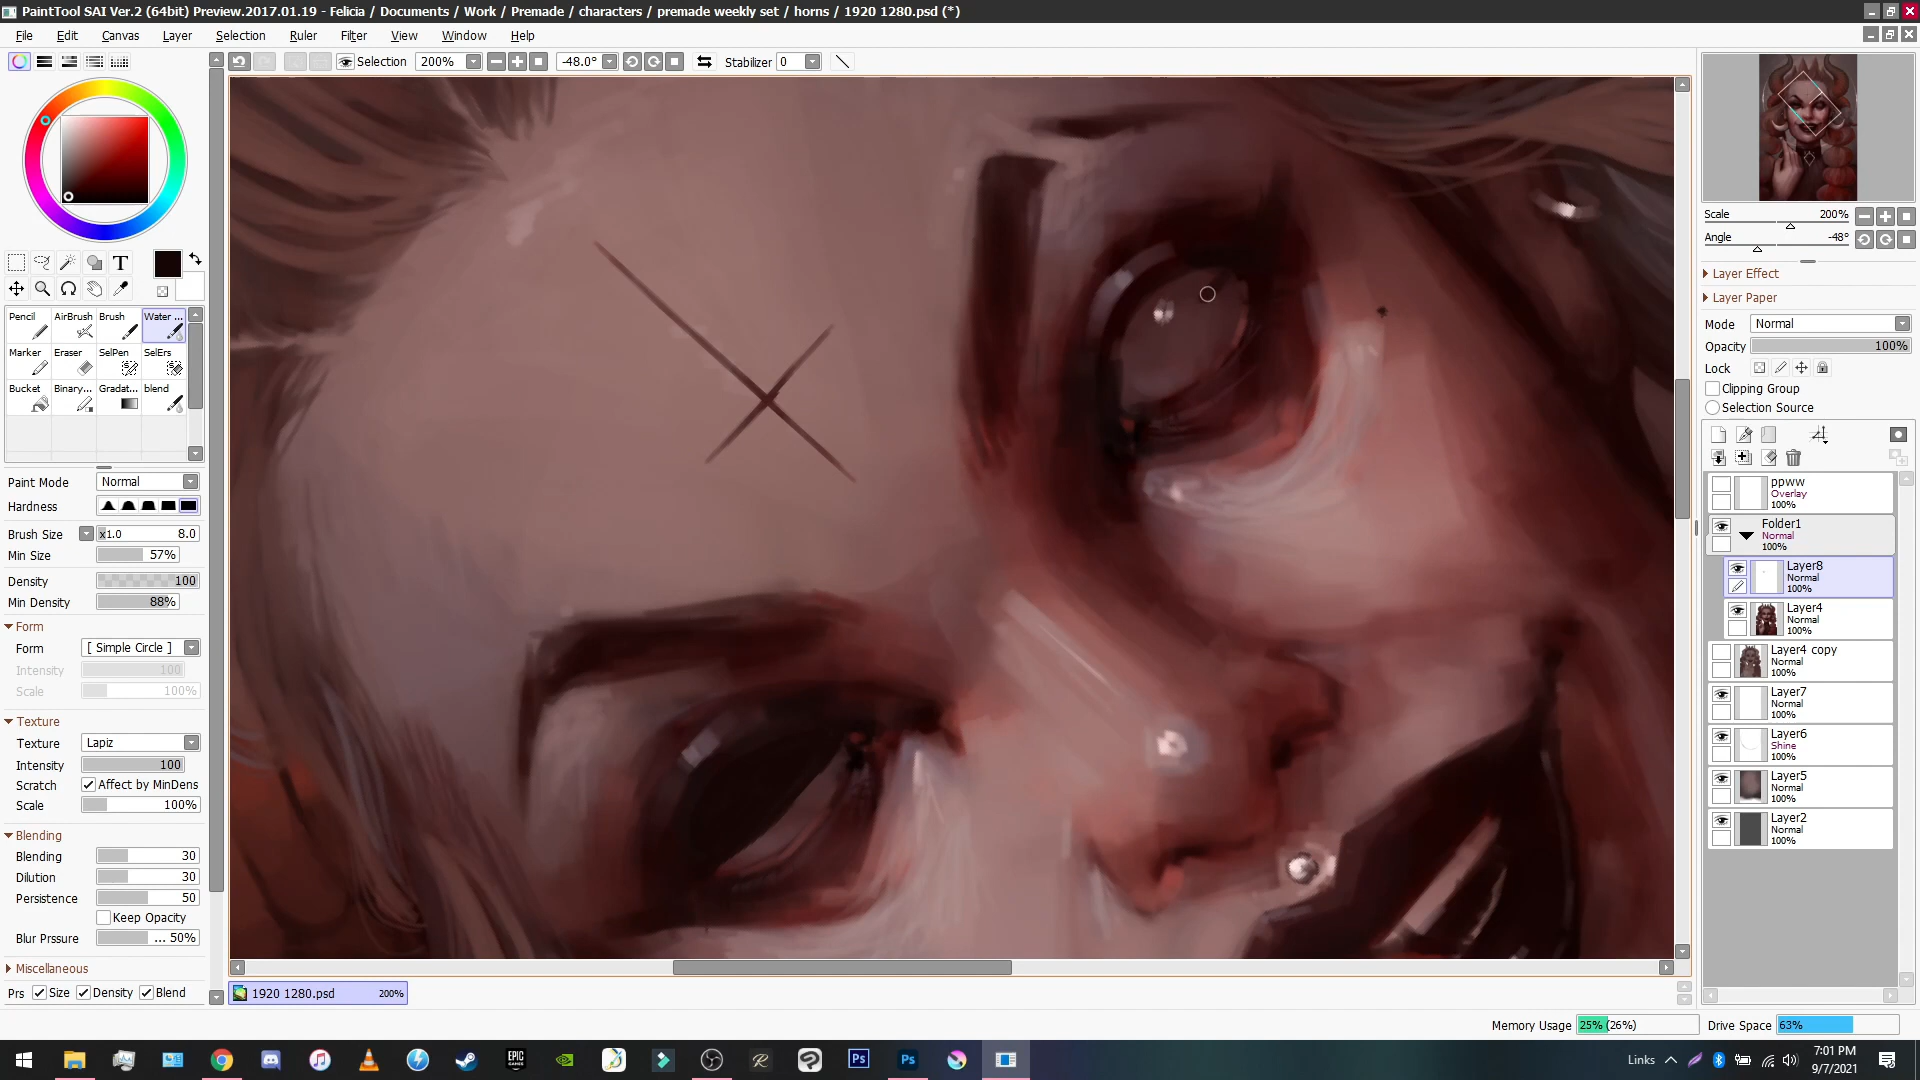 PaintTool SAI Ver.2 (64bit) Preview.2017.01.19 - Felicia / Documents / Work / Premade / characters / premade weekly set / horns / 1920 1280.psd (*)
File Edit Canvas Layer Selection Ruler Filter View Window Help
Selection 200% -48.0° Stabilizer 0
T
Pencil AirBrush Brush Water ...
Marker Eraser SelPen SelErs
Bucket Binary... Gradat... blend
Paint Mode Normal
Hardness
Brush Size x1.0 8.0
Min Size 57%
Density 100
Min Density 88%
Form
Form [ Simple Circle ]
Intensity 100
Scale 100%
Texture
Texture Lapiz
Intensity 100
Scratch Affect by MinDens
Scale 100%
Blending
Blending 30
Dilution 30
Persistence 50
Keep Opacity
Blur Prssure ... 50%
Miscellaneous
Prs Size Density Blend
1920 1280.psd 200%
Scale 200%
Angle -48°
Layer Effect
Layer Paper
Mode Normal
Opacity 100%
Lock
Clipping Group
Selection Source
ppww
Overlay
100%
Folder1
Normal
100%
Layer8
Normal
100%
Layer4
Normal
100%
Layer4 copy
Normal
100%
Layer7
Normal
100%
Layer6
Shine
100%
Layer5
Normal
100%
Layer2
Normal
100%
Memory Usage 25% (26%) Drive Space 63%
EPIC
GAMES
Ps
Ps
Links
7:01 PM
9/7/2021